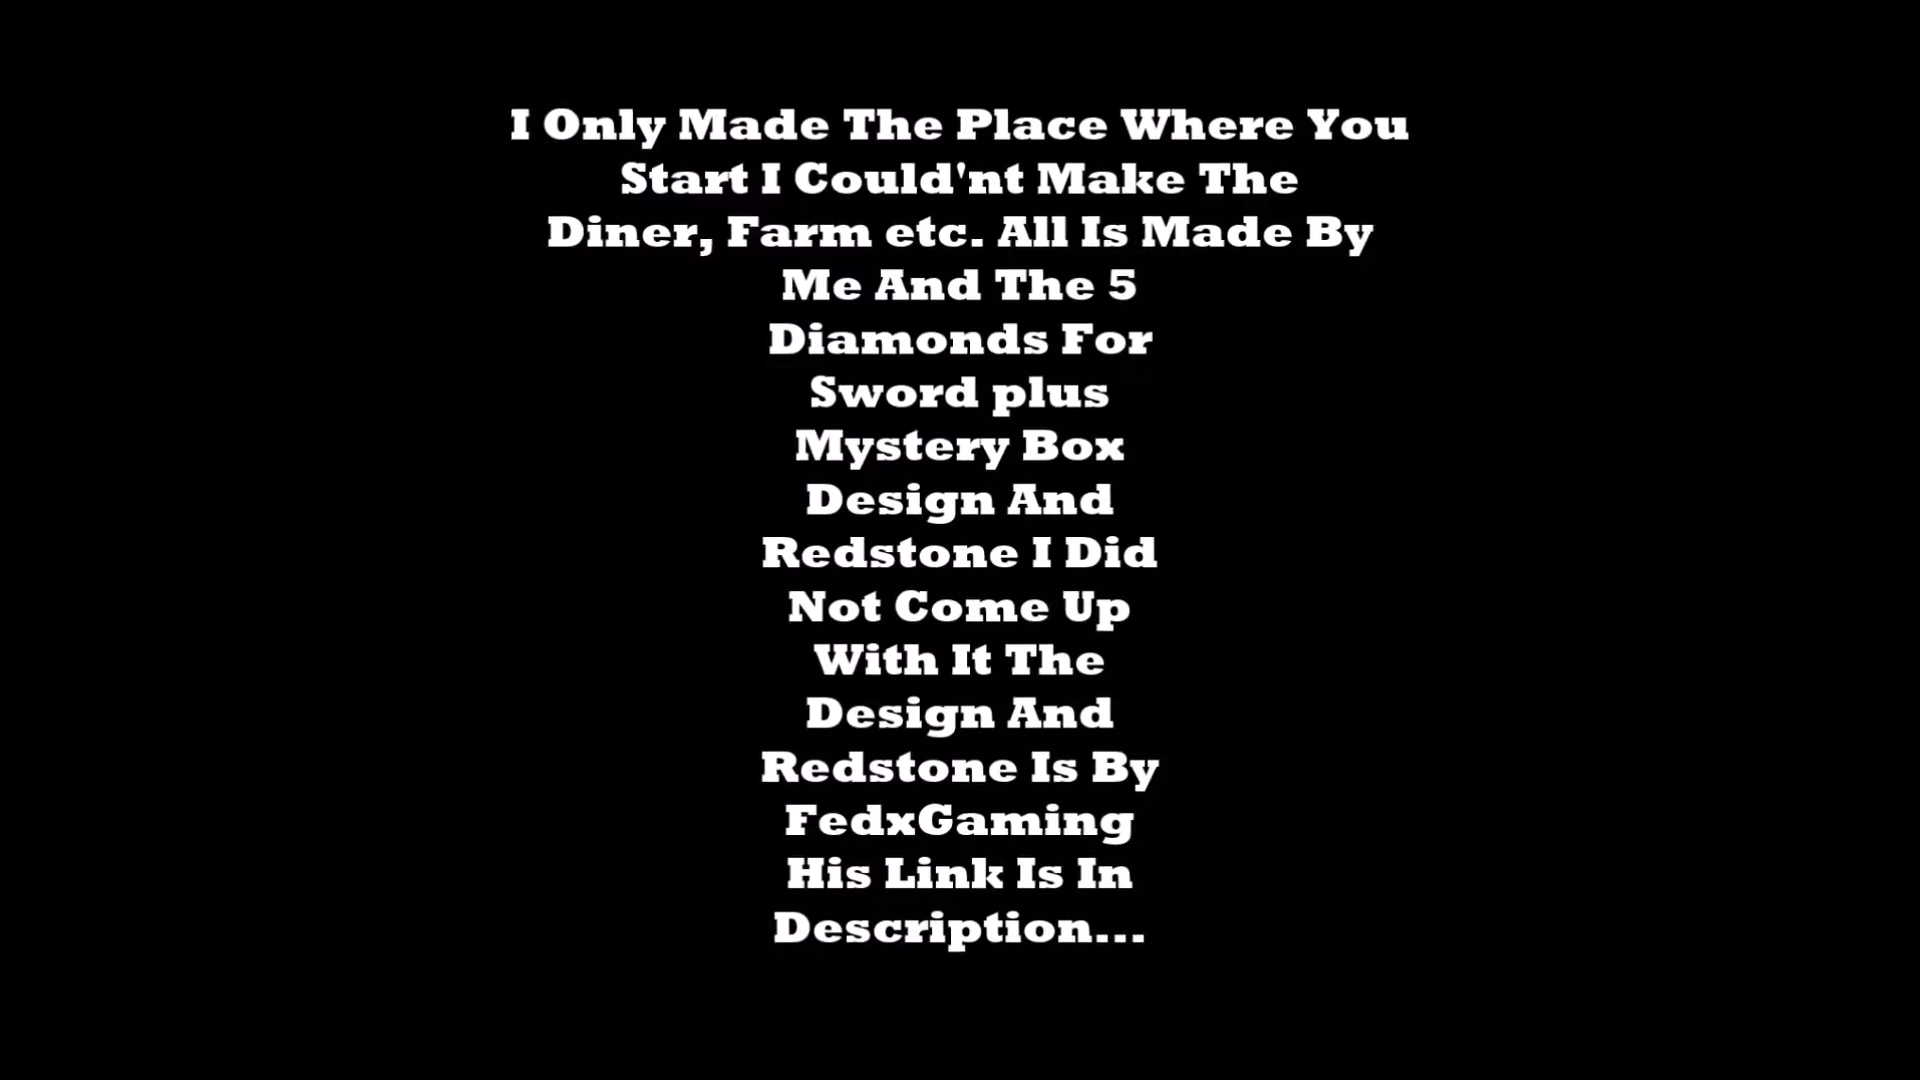 I Only Made The Place Where You
Start I Could'nt Make The
Diner, Farm etc. All Is Made By
Me And The 5
Diamonds For
Sword plus
Mystery Box
Design And
Redstone I Did
Not Come Up
With It The
Design And
Redstone Is By
FedxGaming
His Link Is In
Description...